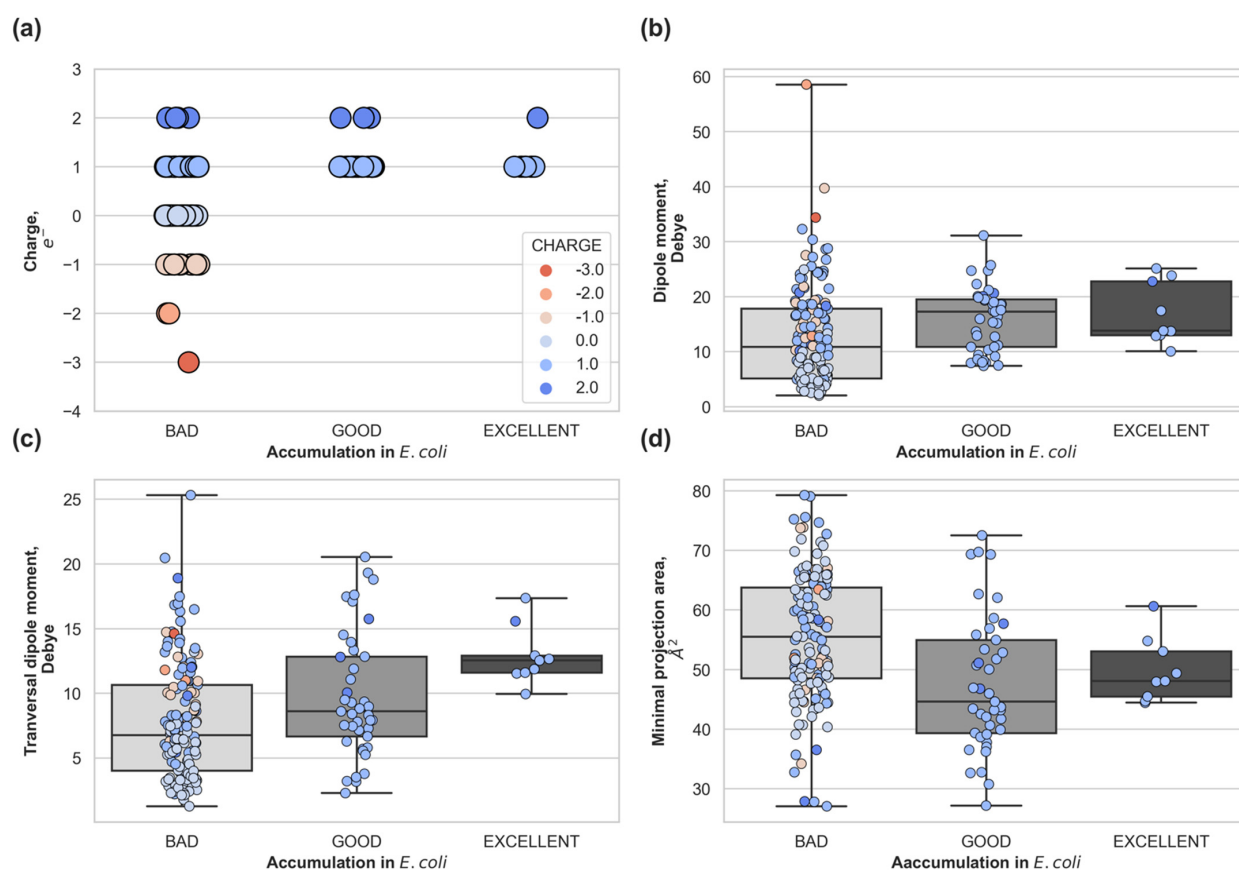 (a)
3
2
1
0
−1
−2
−3
−4
Charge,
e⁻
CHARGE
-3.0
-2.0
-1.0
0.0
1.0
2.0
BAD GOOD EXCELLENT
Accumulation in E. coli
(b)
60
50
40
30
20
10
0
Dipole moment,
Debye
BAD GOOD EXCELLENT
Accumulation in E. coli
(c)
25
20
15
10
5
Tranversal dipole moment,
Debye
BAD GOOD EXCELLENT
Accumulation in E. coli
(d)
80
70
60
50
40
30
Minimal projection area,
Å²
BAD GOOD EXCELLENT
Aaccumulation in E. coli